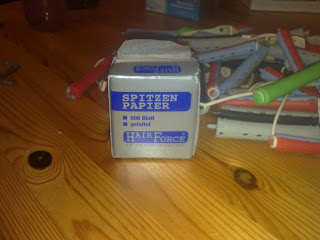 SPITZEN
PAPIER
500 Blatt
gefaltet
HAIR FORCE